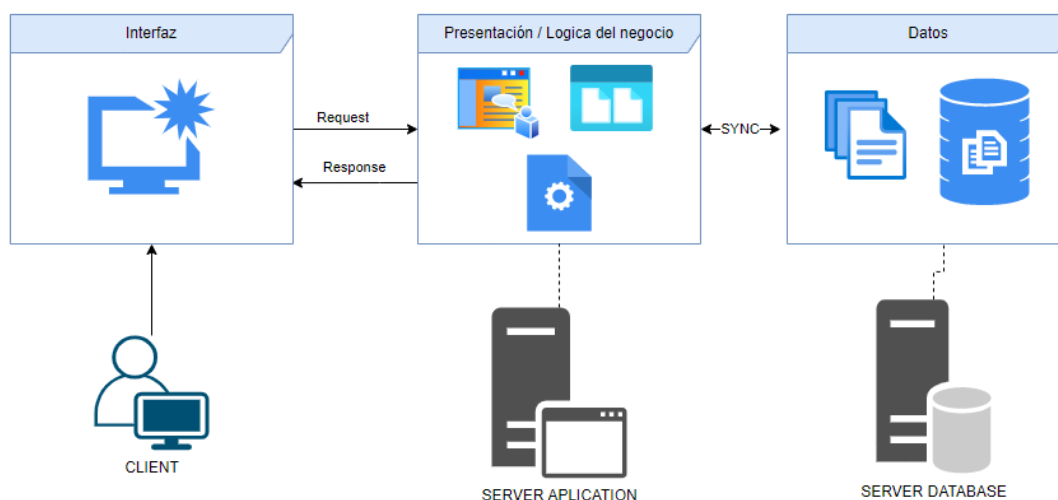 Interfaz
Presentación / Logica del negocio
Datos
Request
Response
SYNC
CLIENT
SERVER APLICATION
SERVER DATABASE